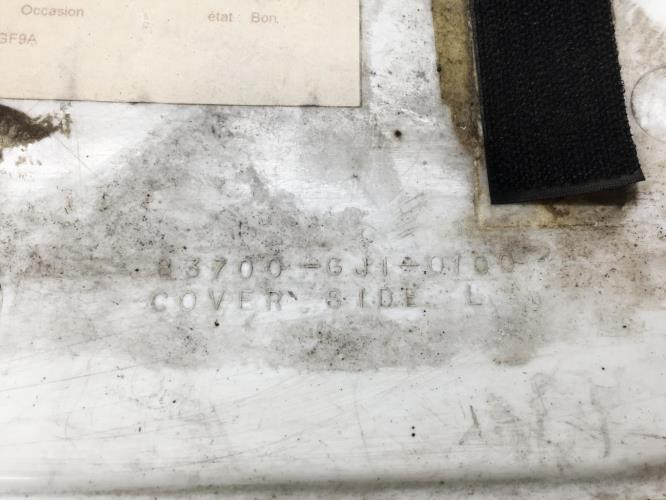 Occasion état : Bon.
GF9A
83700-GJ1-0100
COVER SIDE L